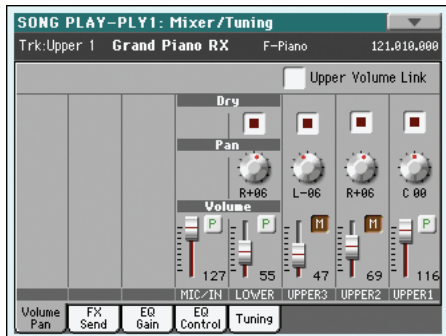 SONG PLAY-PLY1: Mixer/Tuning
Trk:Upper 1 Grand Piano RX F-Piano 121.010.000
Upper Volume Link
Dry
Pan
R+06 L-06 R+06 C 00
Volume
P P M M P
127 55 47 69 116
MIC/IN LOWER UPPER3 UPPER2 UPPER1
Volume Pan FX Send EQ Gain EQ Control Tuning